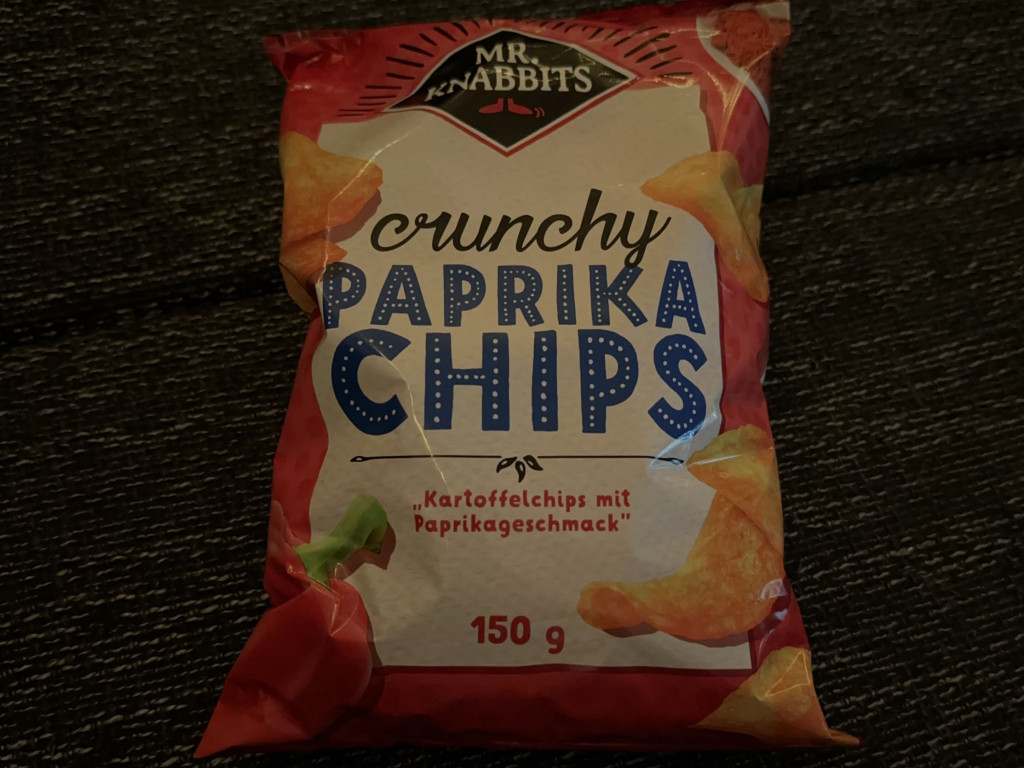 MR.
KNABBITS
crunchy
PAPRIKA
CHIPS
„Kartoffelchips mit
Paprikageschmack"
150 g